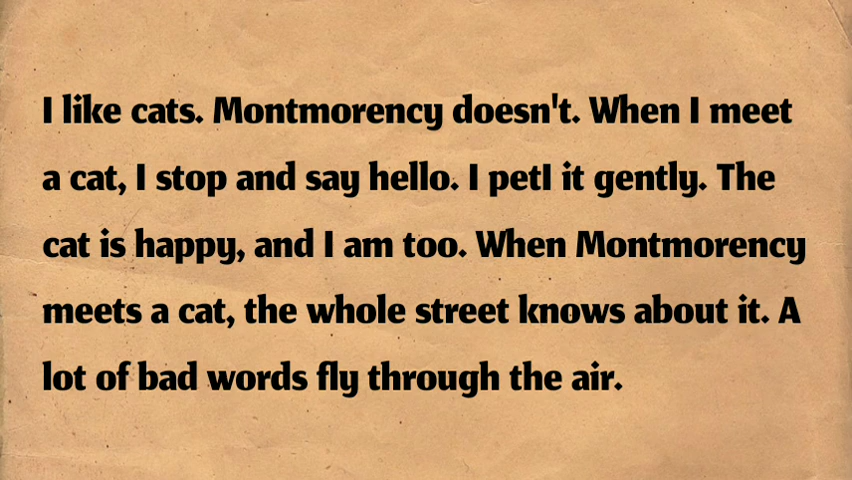 I like cats. Montmorency doesn't. When I meet
a cat, I stop and say hello. I petI it gently. The
cat is happy, and I am too. When Montmorency
meets a cat, the whole street knows about it. A
lot of bad words fly through the air.